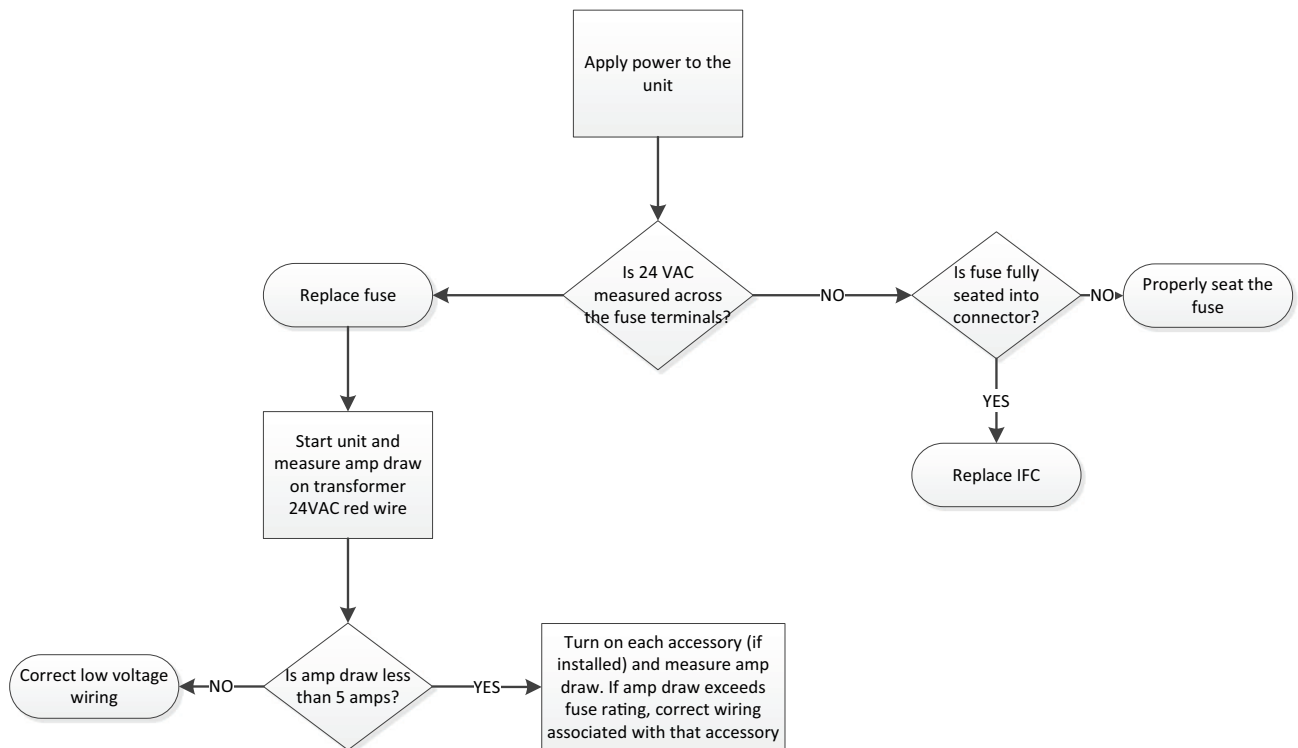 Apply power to the
unit
Is 24 VAC
measured across
the fuse terminals?
Replace fuse
NO
Is fuse fully
seated into
connector?
NO
Properly seat the
fuse
YES
Replace IFC
Start unit and
measure amp draw
on transformer
24VAC red wire
Is amp draw less
than 5 amps?
NO
Correct low voltage
wiring
YES
Turn on each accessory (if
installed) and measure amp
draw. If amp draw exceeds
fuse rating, correct wiring
associated with that accessory